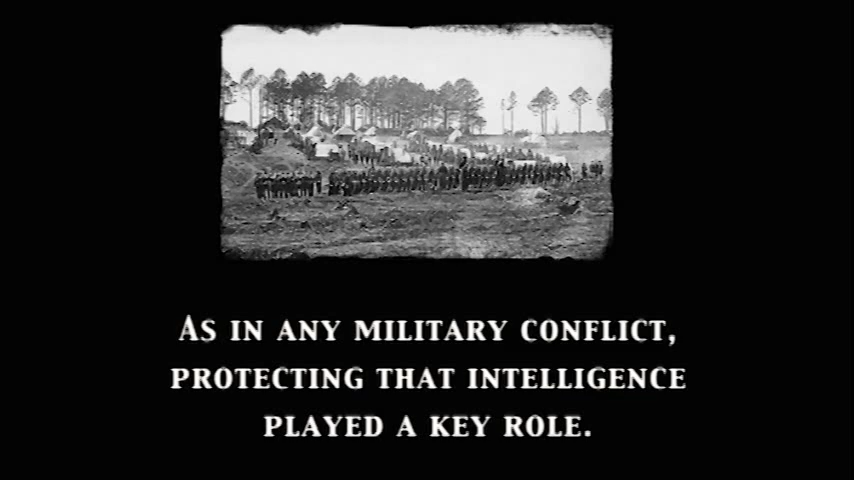 As in any military conflict,
protecting that intelligence
played a key role.